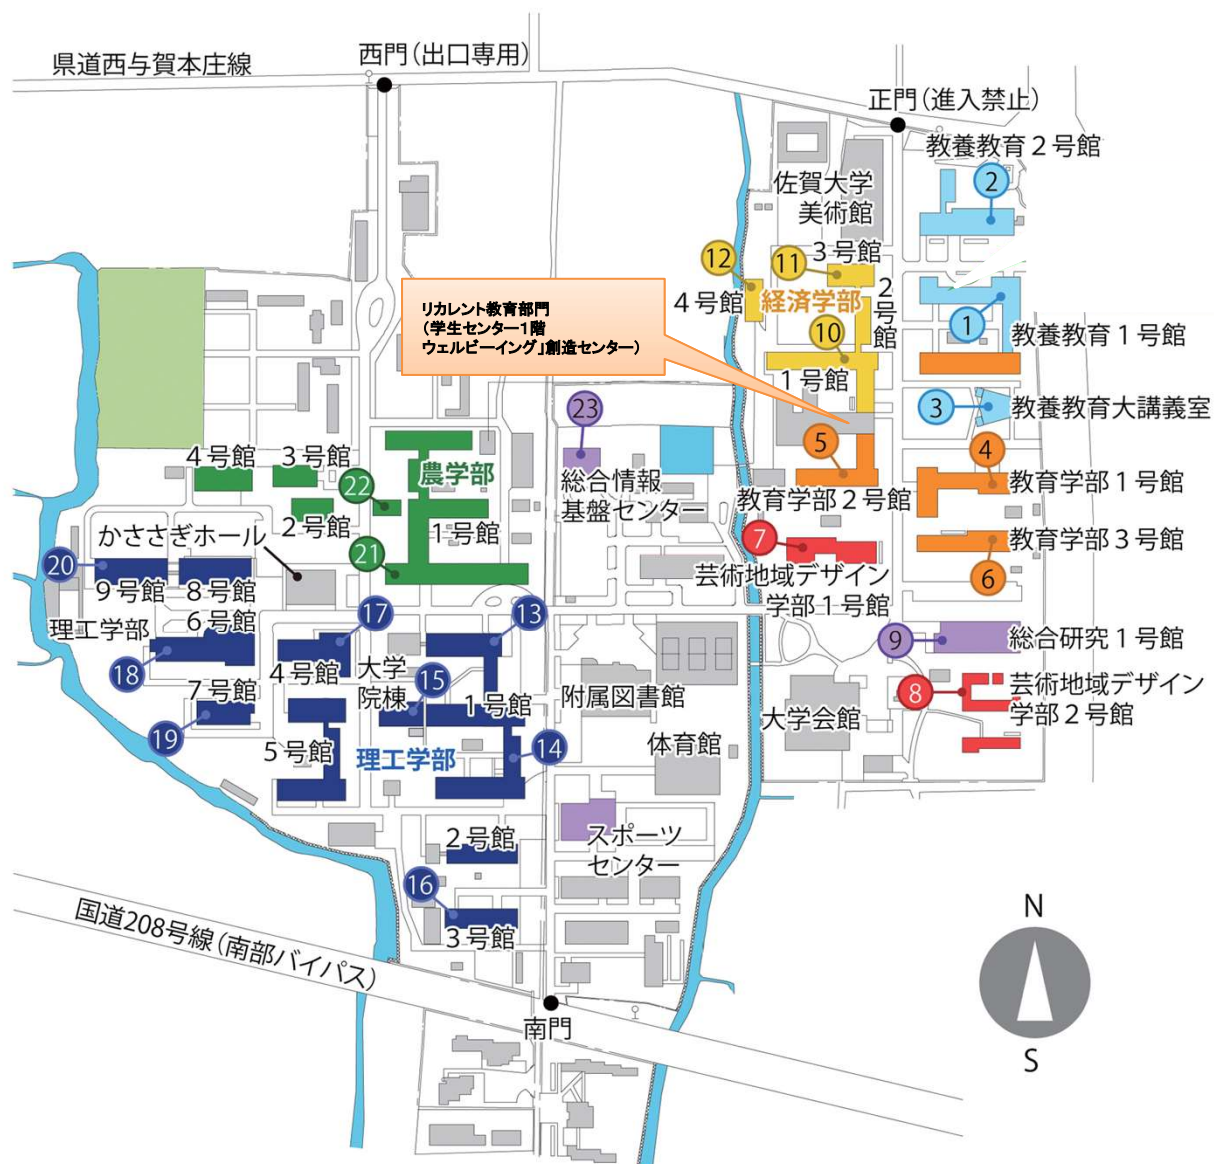 県道西与賀本庄線
西門(出口専用)
正門(進入禁止)
教養教育2号館
2
佐賀大学
美術館
12
11
3号館
4号館
経済学部
2号館
10
1号館
1
教養教育1号館
リカレント教育部門
(学生センター1階
ウェルビーイング」創造センター)
3
教養教育大講義室
23
総合情報
基盤センター
5
教育学部2号館
4
教育学部1号館
4号館
3号館
22
農学部
2号館
1号館
かささぎホール
21
7
芸術地域デザイン
学部1号館
教育学部3号館
6
20
9号館
8号館
理工学部
6号館
18
17
4号館
13
大学
院棟
15
1号館
附属図書館
9
総合研究1号館
7号館
19
5号館
理工学部
14
体育館
大学会館
8
芸術地域デザイン
学部2号館
2号館
スポーツ
センター
16
3号館
国道208号線(南部バイパス)
南門
N
S